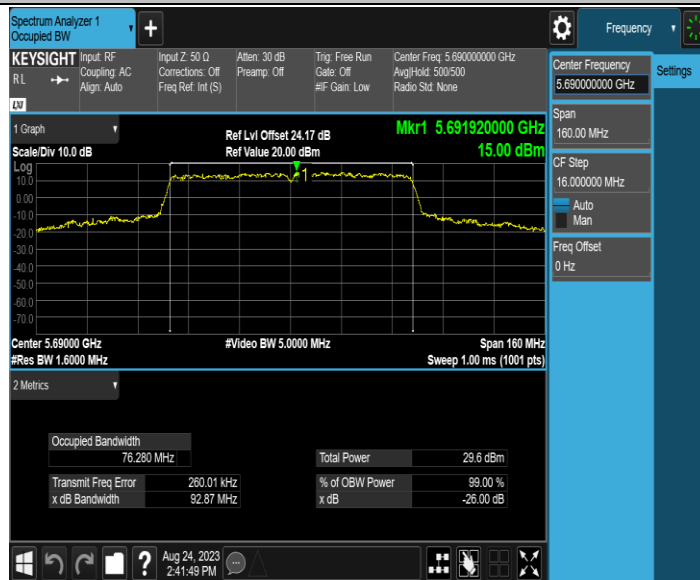 Spectrum Analyzer 1
Occupied BW
+
Frequency
KEYSIGHT
RL
LXI
Input: RF
Coupling: AC
Align: Auto
Input Z: 50 Ω
Corrections: Off
Freq Ref: Int (S)
Atten: 30 dB
Preamp: Off
Trig: Free Run
Gate: Off
#IF Gain: Low
Center Freq: 5.690000000 GHz
Avg|Hold: 500/500
Radio Std: None
Center Frequency
5.690000000 GHz
Settings
Span
160.00 MHz
CF Step
16.000000 MHz
Auto
Man
Freq Offset
0 Hz
1 Graph
Scale/Div 10.0 dB
Ref Lvl Offset 24.17 dB
Ref Value 20.00 dBm
Mkr1 5.691920000 GHz
15.00 dBm
Log
10.0
0.00
-10.0
-20.0
-30.0
-40.0
-50.0
-60.0
-70.0
1
Center 5.69000 GHz
#Res BW 1.6000 MHz
#Video BW 5.0000 MHz
Span 160 MHz
Sweep 1.00 ms (1001 pts)
2 Metrics
Occupied Bandwidth
76.280 MHz
Total Power 29.6 dBm
Transmit Freq Error 260.01 kHz
% of OBW Power 99.00 %
x dB Bandwidth 92.87 MHz
x dB -26.00 dB
?
Aug 24, 2023
2:41:49 PM